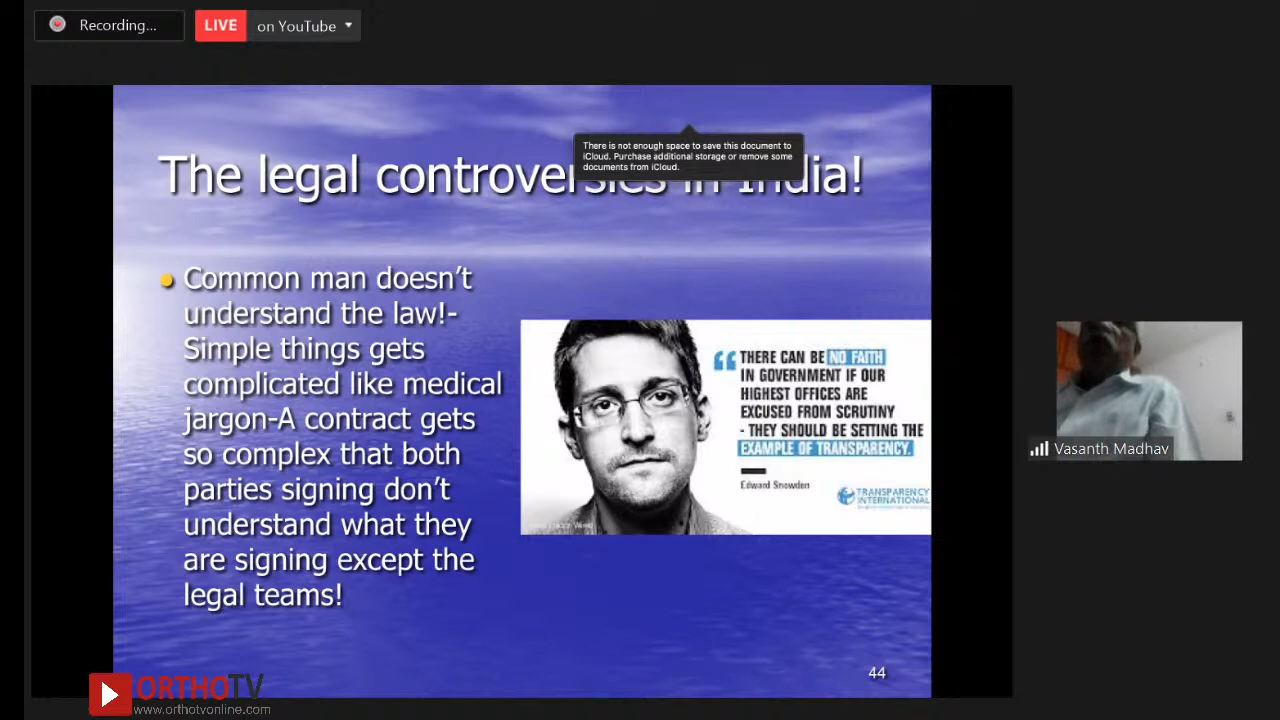 Recording...
LIVE on YouTube
There is not enough space to save this document to
iCloud. Purchase additional storage or remove some
documents from iCloud.
The legal controversies in India!
Common man doesn't
understand the law!-
Simple things gets
complicated like medical
jargon-A contract gets
so complex that both
parties signing don't
understand what they
are signing except the
legal teams!
THERE CAN BE NO FAITH
IN GOVERNMENT IF OUR
HIGHEST OFFICES ARE
EXCUSED FROM SCRUTINY
- THEY SHOULD BE SETTING THE
EXAMPLE OF TRANSPARENCY.
Edward Snowden
TRANSPARENCY
INTERNATIONAL
Vasanth Madhav
44
ORTHOTV
www.orthotvonline.com